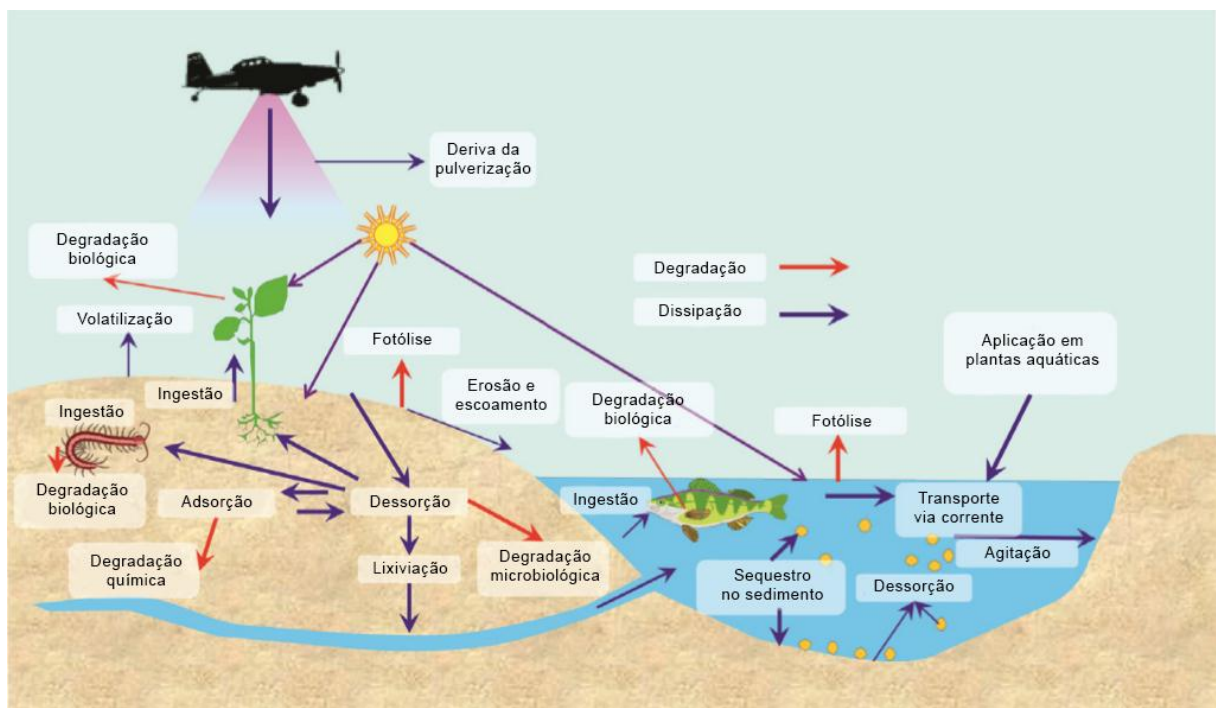 Deriva da
pulverização
Degradação
biológica
Degradação
Dissipação
Volatilização
Fotólise
Aplicação em
plantas aquáticas
Ingestão
Erosão e
escoamento
Ingestão
Degradação
biológica
Fotólise
Degradação
biológica
Adsorção
Dessorção
Ingestão
Transporte
via corrente
Agitação
Degradação
química
Lixiviação
Degradação
microbiológica
Sequestro
no sedimento
Dessorção